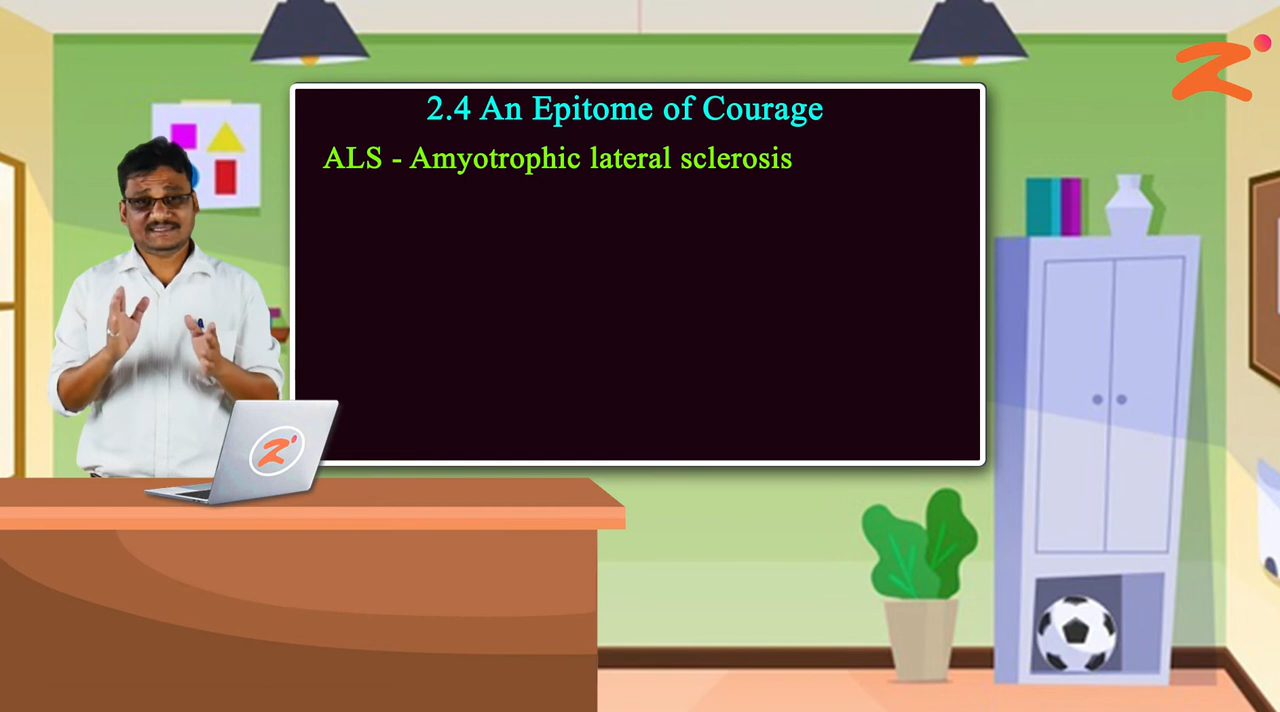 2.4 An Epitome of Courage
ALS - Amyotrophic lateral sclerosis